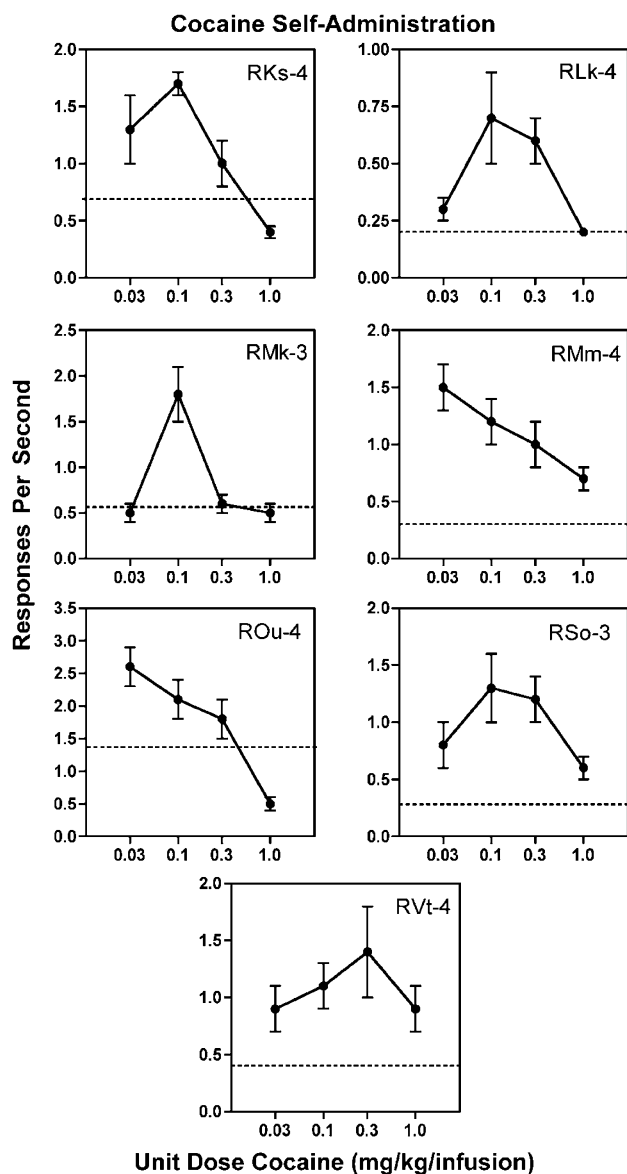 Cocaine Self-Administration
Responses Per Second
RKs-4
2.0
1.5
1.0
0.5
0.0
0.03 0.1 0.3 1.0
RLk-4
1.00
0.75
0.50
0.25
0.00
0.03 0.1 0.3 1.0
RMk-3
2.5
2.0
1.5
1.0
0.5
0.0
0.03 0.1 0.3 1.0
RMm-4
2.0
1.5
1.0
0.5
0.0
0.03 0.1 0.3 1.0
ROu-4
3.5
3.0
2.5
2.0
1.5
1.0
0.5
0.0
0.03 0.1 0.3 1.0
RSo-3
2.0
1.5
1.0
0.5
0.0
0.03 0.1 0.3 1.0
RVt-4
2.0
1.5
1.0
0.5
0.0
0.03 0.1 0.3 1.0
Unit Dose Cocaine (mg/kg/infusion)